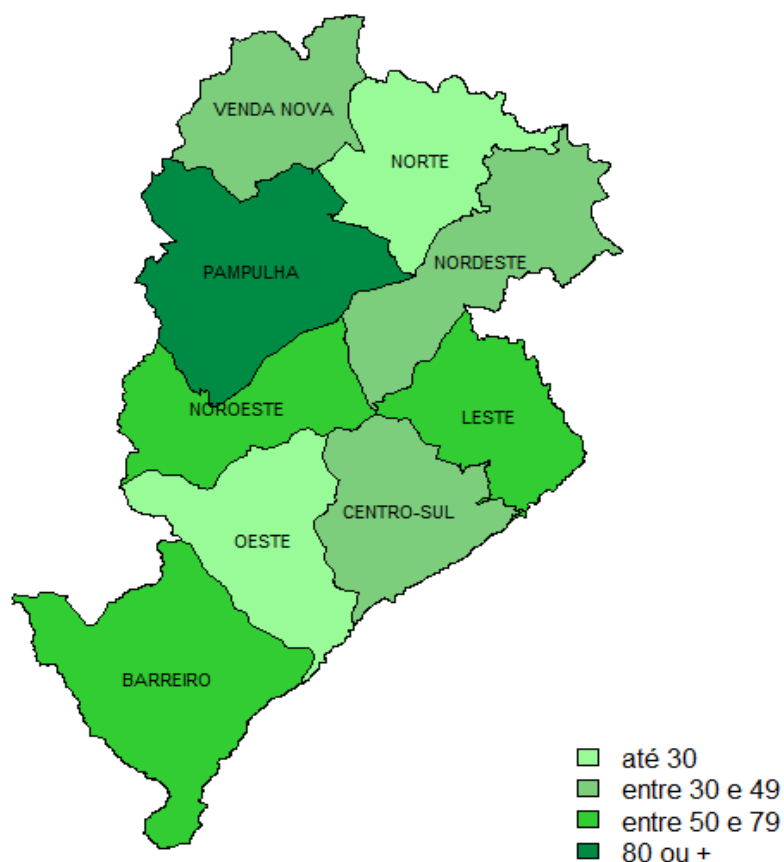 VENDA NOVA
NORTE
NORDESTE
PAMPULHA
NOROESTE
LESTE
CENTRO-SUL
OESTE
BARREIRO
até 30
entre 30 e 49
entre 50 e 79
80 ou +